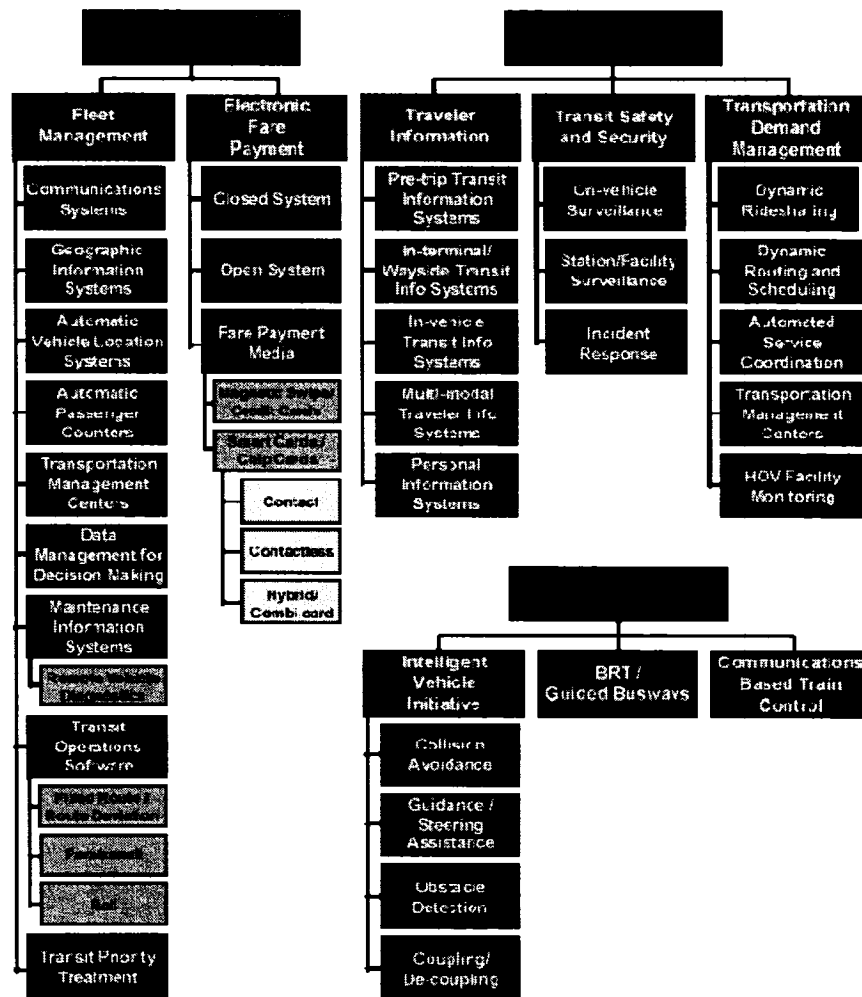 Fleet
Management
Communications
Systems
Geographic
Information
Systems
Automatic
Vehicle Location
Systems
Automatic
Passenger
Counters
Transportation
Management
Centers
Data
Management for
Decision Making
Maintenance
Information
Systems
Transit
Operations
Software
Transit Priority
Treatment
Electronic
Fare
Payment
Closed System
Open System
Fare Payment
Media
Smart Cards/
Contact
Contactless
Hybrid/
Combi card
Traveler
Information
Pre-trip Transit
Information
Systems
In-terminal/
Wayside Transit
Info Systems
In-vehicle
Transit Info
Systems
Multi-modal
Traveler Info
Systems
Personal
Information
Systems
Transit Safety
and Security
On-vehicle
Surveillance
Station/Facility
Surveillance
Incident
Response
Transportation
Demand
Management
Dynamic
Ridesharing
Dynamic
Routing and
Scheduling
Automated
Service
Coordination
Transportation
Management
Centers
HOV Facility
Monitoring
Intelligent
Vehicle
Initiative
Collision
Avoidance
Guidance /
Steering
Assistance
Obstacle
Detection
Coupling/
De-coupling
BRT /
Guided Busways
Communications
Based Train
Control